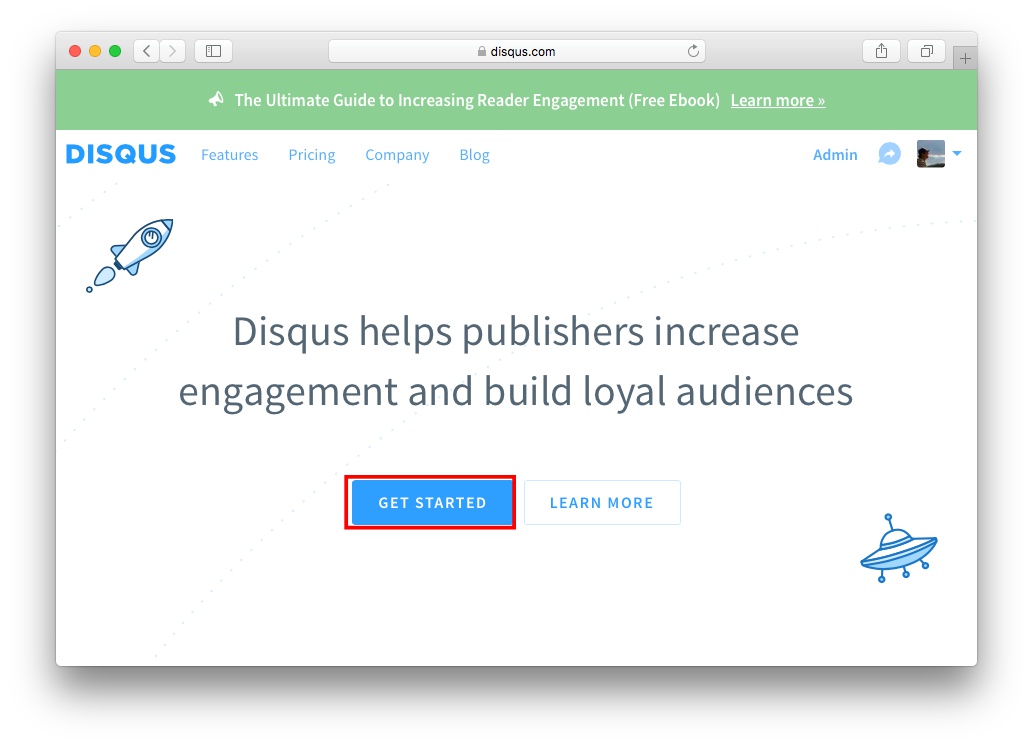 disqus.com
The Ultimate Guide to Increasing Reader Engagement (Free Ebook) Learn more »
DISQUS Features Pricing Company Blog Admin
Disqus helps publishers increase
engagement and build loyal audiences
GET STARTED LEARN MORE